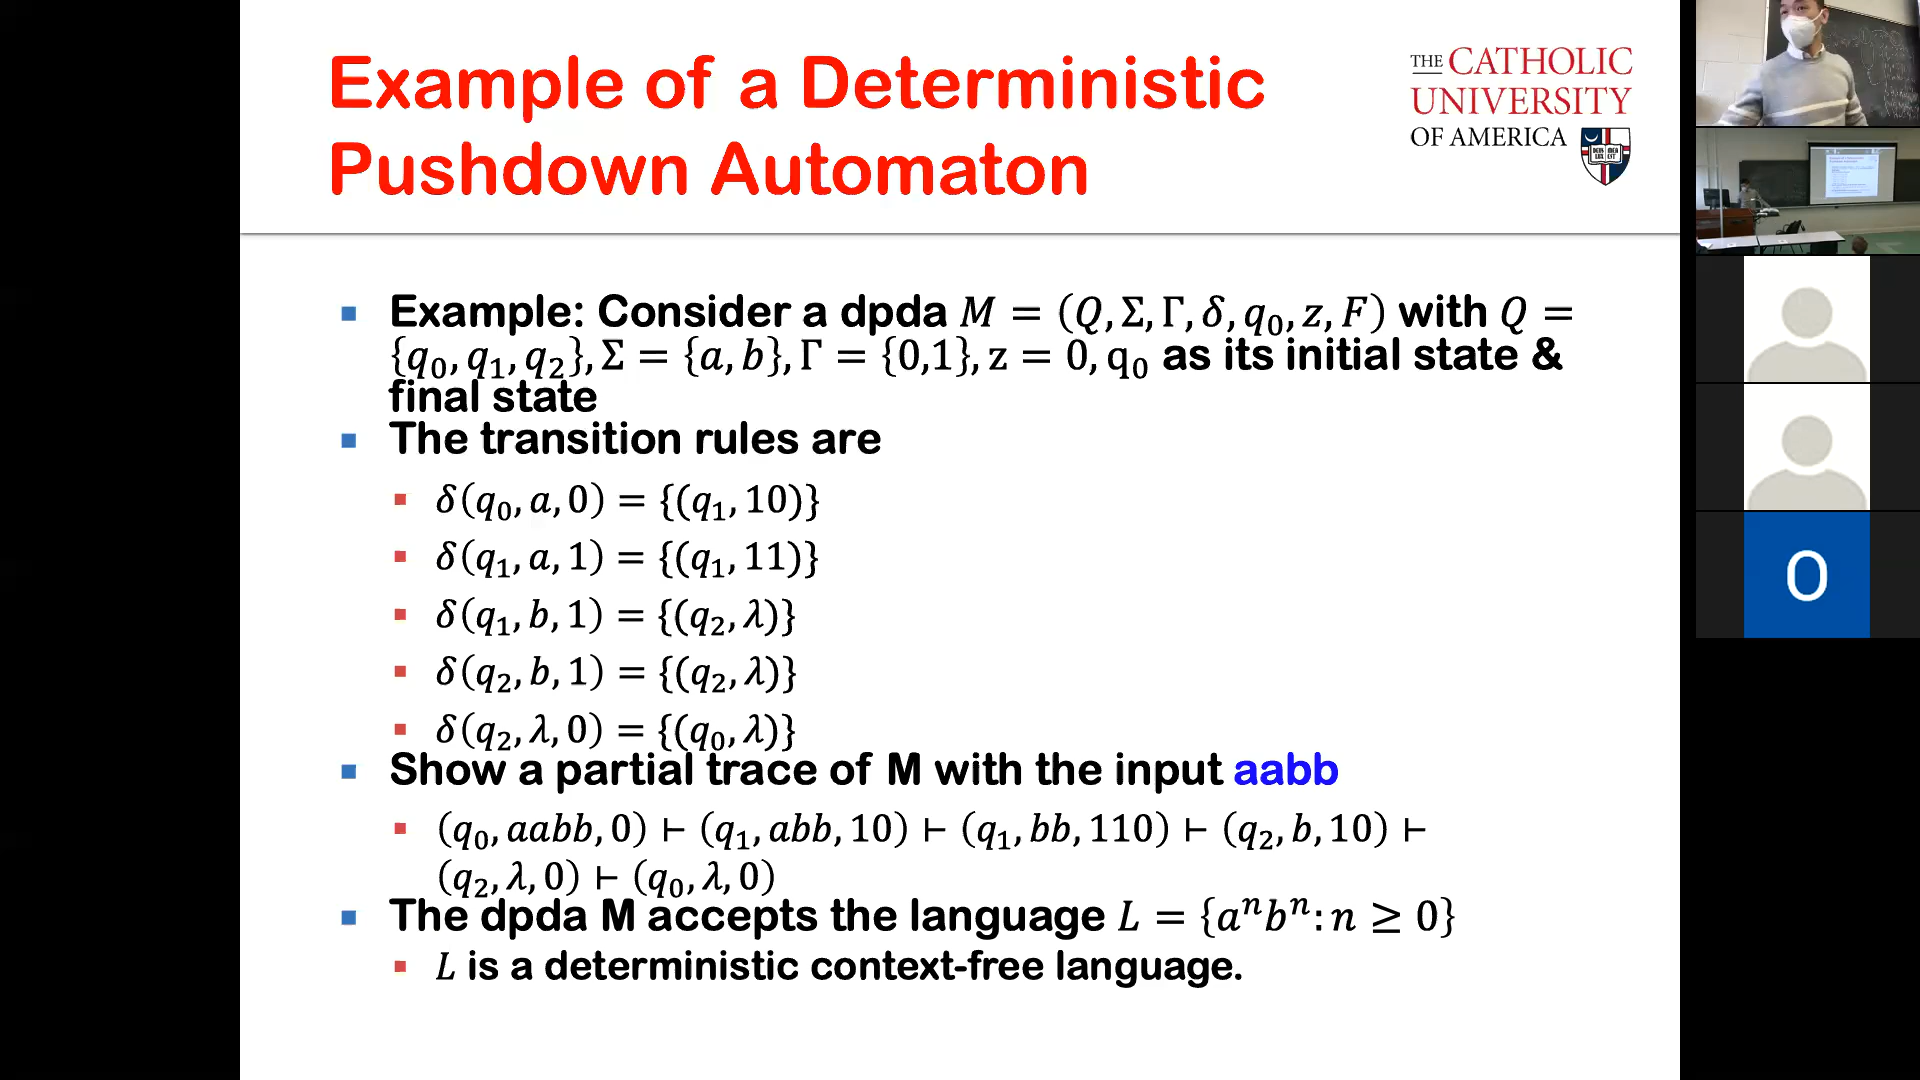 Example of a Deterministic
Pushdown Automaton
THE CATHOLIC
UNIVERSITY
OF AMERICA
Example: Consider a dpda M = (Q, Σ, Γ, δ, q₀, z, F) with Q =
{q₀, q₁, q₂}, Σ = {a, b}, Γ = {0,1}, z = 0, q₀ as its initial state &
final state
The transition rules are
δ(q₀, a, 0) = {(q₁, 10)}
δ(q₁, a, 1) = {(q₁, 11)}
δ(q₁, b, 1) = {(q₂, λ)}
δ(q₂, b, 1) = {(q₂, λ)}
δ(q₂, λ, 0) = {(q₀, λ)}
Show a partial trace of M with the input aabb
(q₀, aabb, 0) ⊢ (q₁, abb, 10) ⊢ (q₁, bb, 110) ⊢ (q₂, b, 10) ⊢
(q₂, λ, 0) ⊢ (q₀, λ, 0)
The dpda M accepts the language L = {aⁿbⁿ: n ≥ 0}
L is a deterministic context-free language.
O